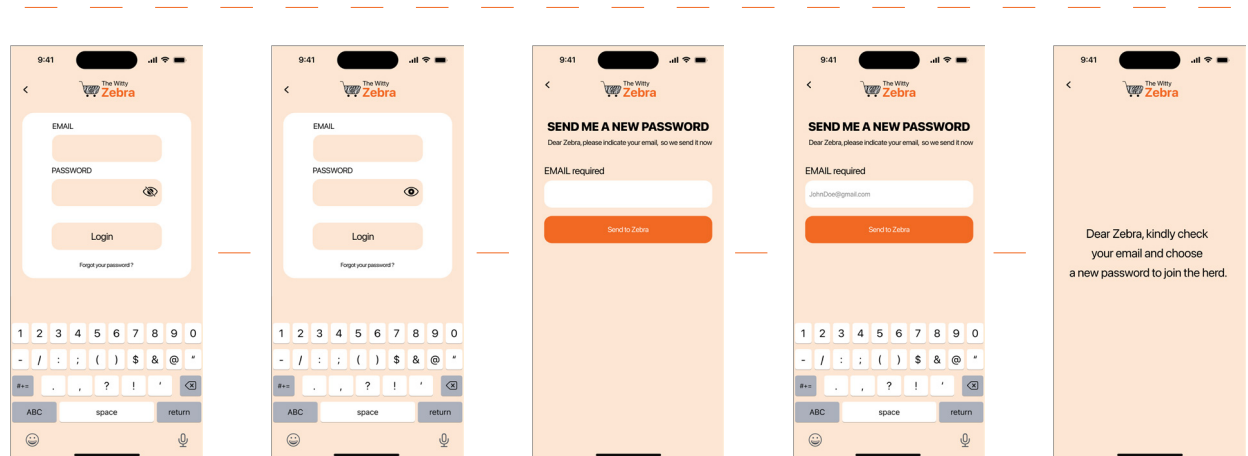 9:41
The Witty
Zebra
EMAIL
PASSWORD
Login
Forgot your password ?
1 2 3 4 5 6 7 8 9 0
- / : ; ( ) $ & @ "
#+= . , ? ! '
ABC space return
9:41
The Witty
Zebra
EMAIL
PASSWORD
Login
Forgot your password ?
1 2 3 4 5 6 7 8 9 0
- / : ; ( ) $ & @ "
#+= . , ? ! '
ABC space return
9:41
The Witty
Zebra
SEND ME A NEW PASSWORD
Dear Zebra, please indicate your email, so we send it now
EMAIL required
Send to Zebra
9:41
The Witty
Zebra
SEND ME A NEW PASSWORD
Dear Zebra, please indicate your email, so we send it now
EMAIL required
JohnDoe@gmail.com
Send to Zebra
1 2 3 4 5 6 7 8 9 0
- / : ; ( ) $ & @ "
#+= . , ? ! '
ABC space return
9:41
The Witty
Zebra
Dear Zebra, kindly check
your email and choose
a new password to join the herd.